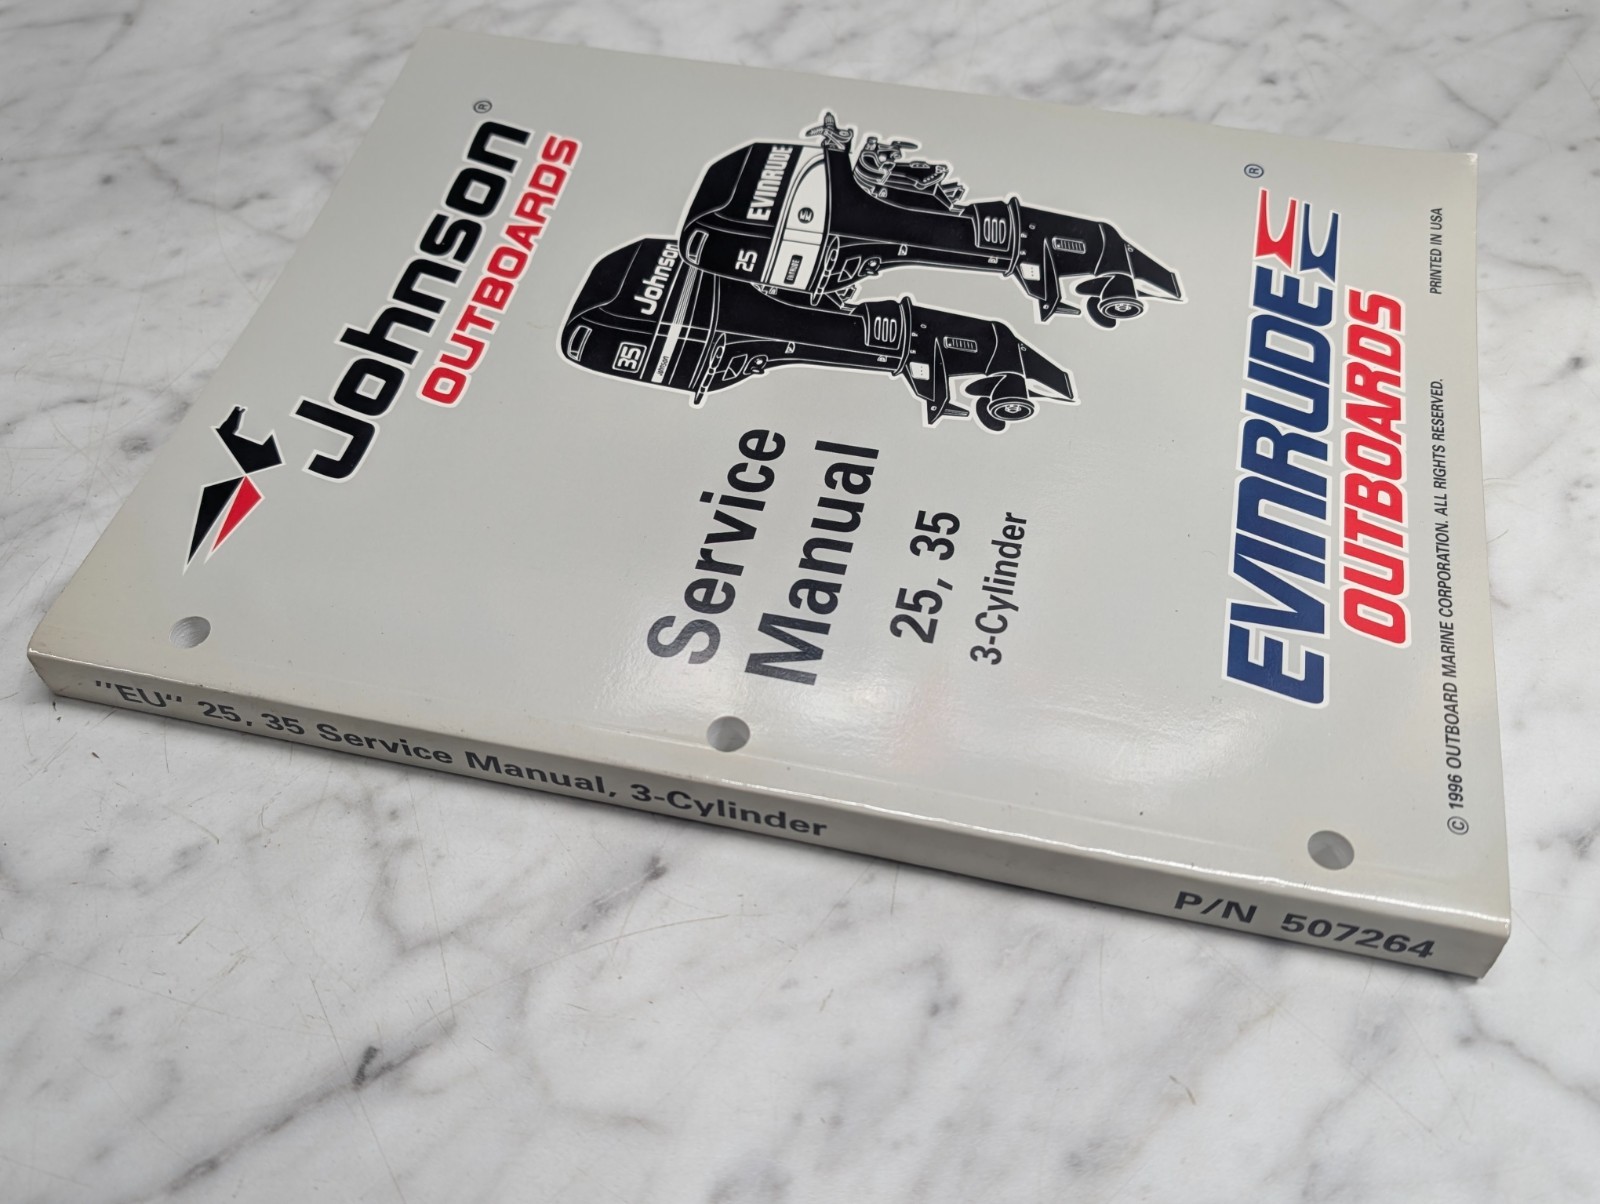 Johnson®
OUTBOARDS
EVINRUDE
25
Johnson
35
Service
Manual
25, 35
3-Cylinder
EVINRUDE®
OUTBOARDS
© 1996 OUTBOARD MARINE CORPORATION. ALL RIGHTS RESERVED.
PRINTED IN USA
"EU" 25, 35 Service Manual, 3-Cylinder
P/N 507264